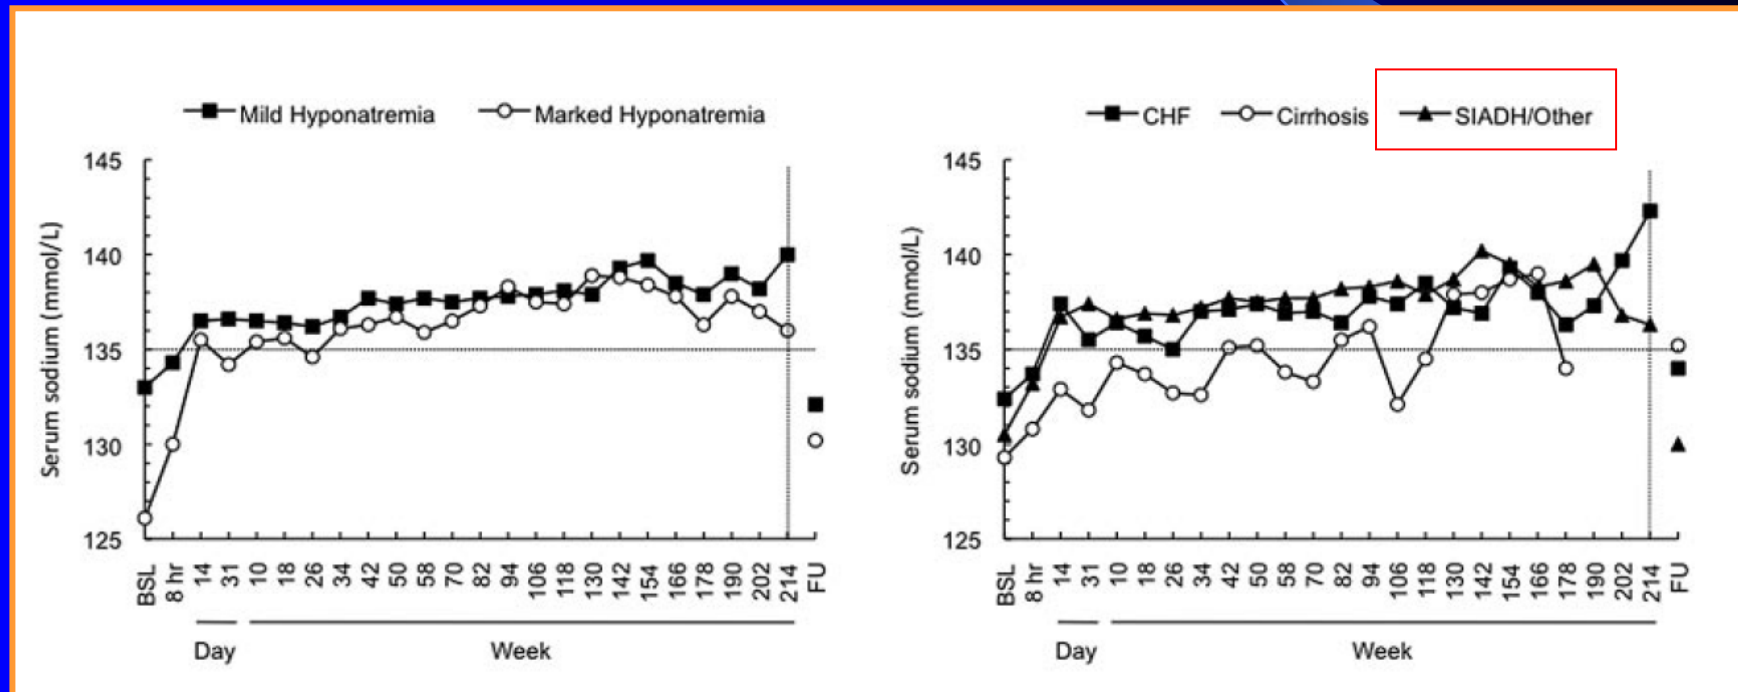 Mild Hyponatremia Marked Hyponatremia
Serum sodium (mmol/L)
145
140
135
130
125
BSL 8 hr 14 31 10 18 26 34 42 50 58 70 82 94 106 118 130 142 154 166 178 190 202 214 FU
Day Week
CHF Cirrhosis SIADH/Other
Serum sodium (mmol/L)
145
140
135
130
125
BSL 8 hr 14 31 10 18 26 34 42 50 58 70 82 94 106 118 130 142 154 166 178 190 202 214 FU
Day Week